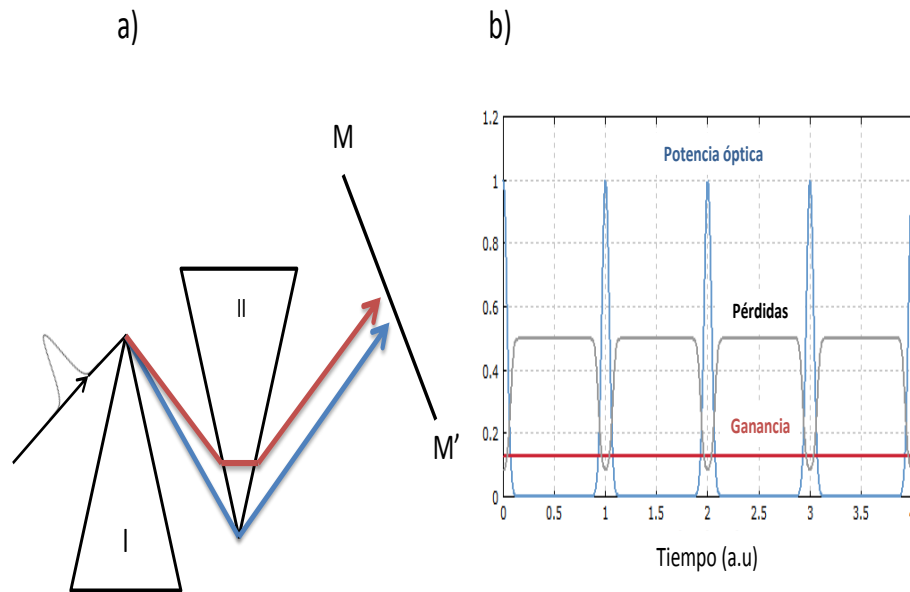 a)
M
II
I
M'
b)
1.2
1
0.8
0.6
0.4
0.2
0
Potencia óptica
Pérdidas
Ganancia
0 0.5 1 1.5 2 2.5 3 3.5 4
Tiempo (a.u)